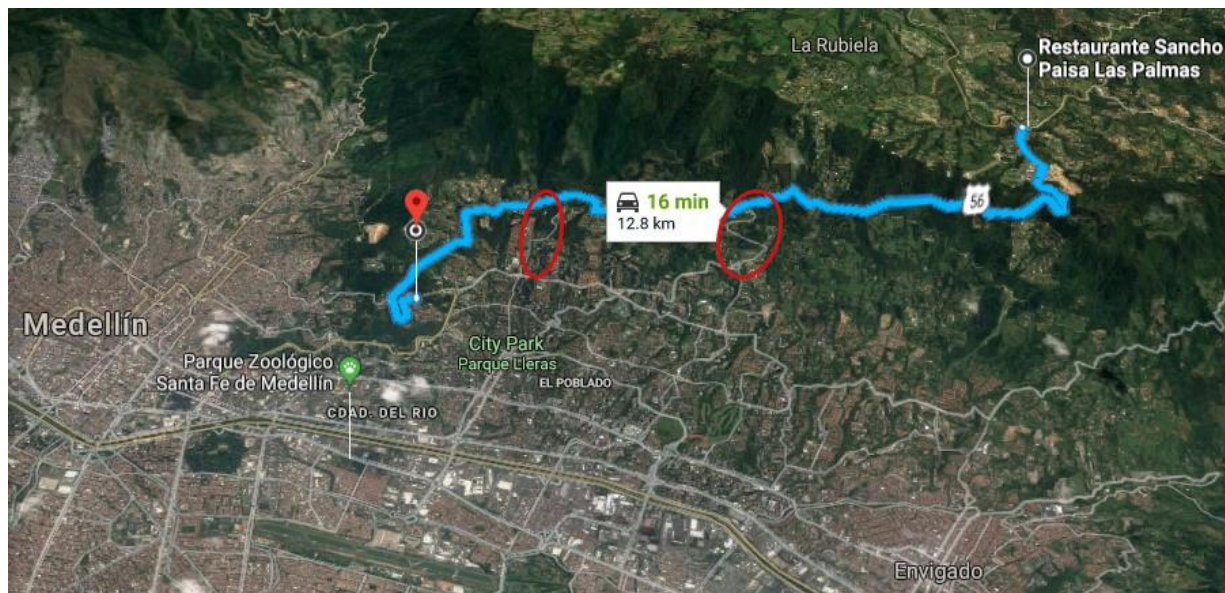 La Rubiela
Restaurante Sancho
Paisa Las Palmas
16 min
12.8 km
56
Medellín
City Park
Parque Lleras
Parque Zoológico
Santa Fe de Medellín
EL POBLADO
CDAD. DEL RIO
Envigado